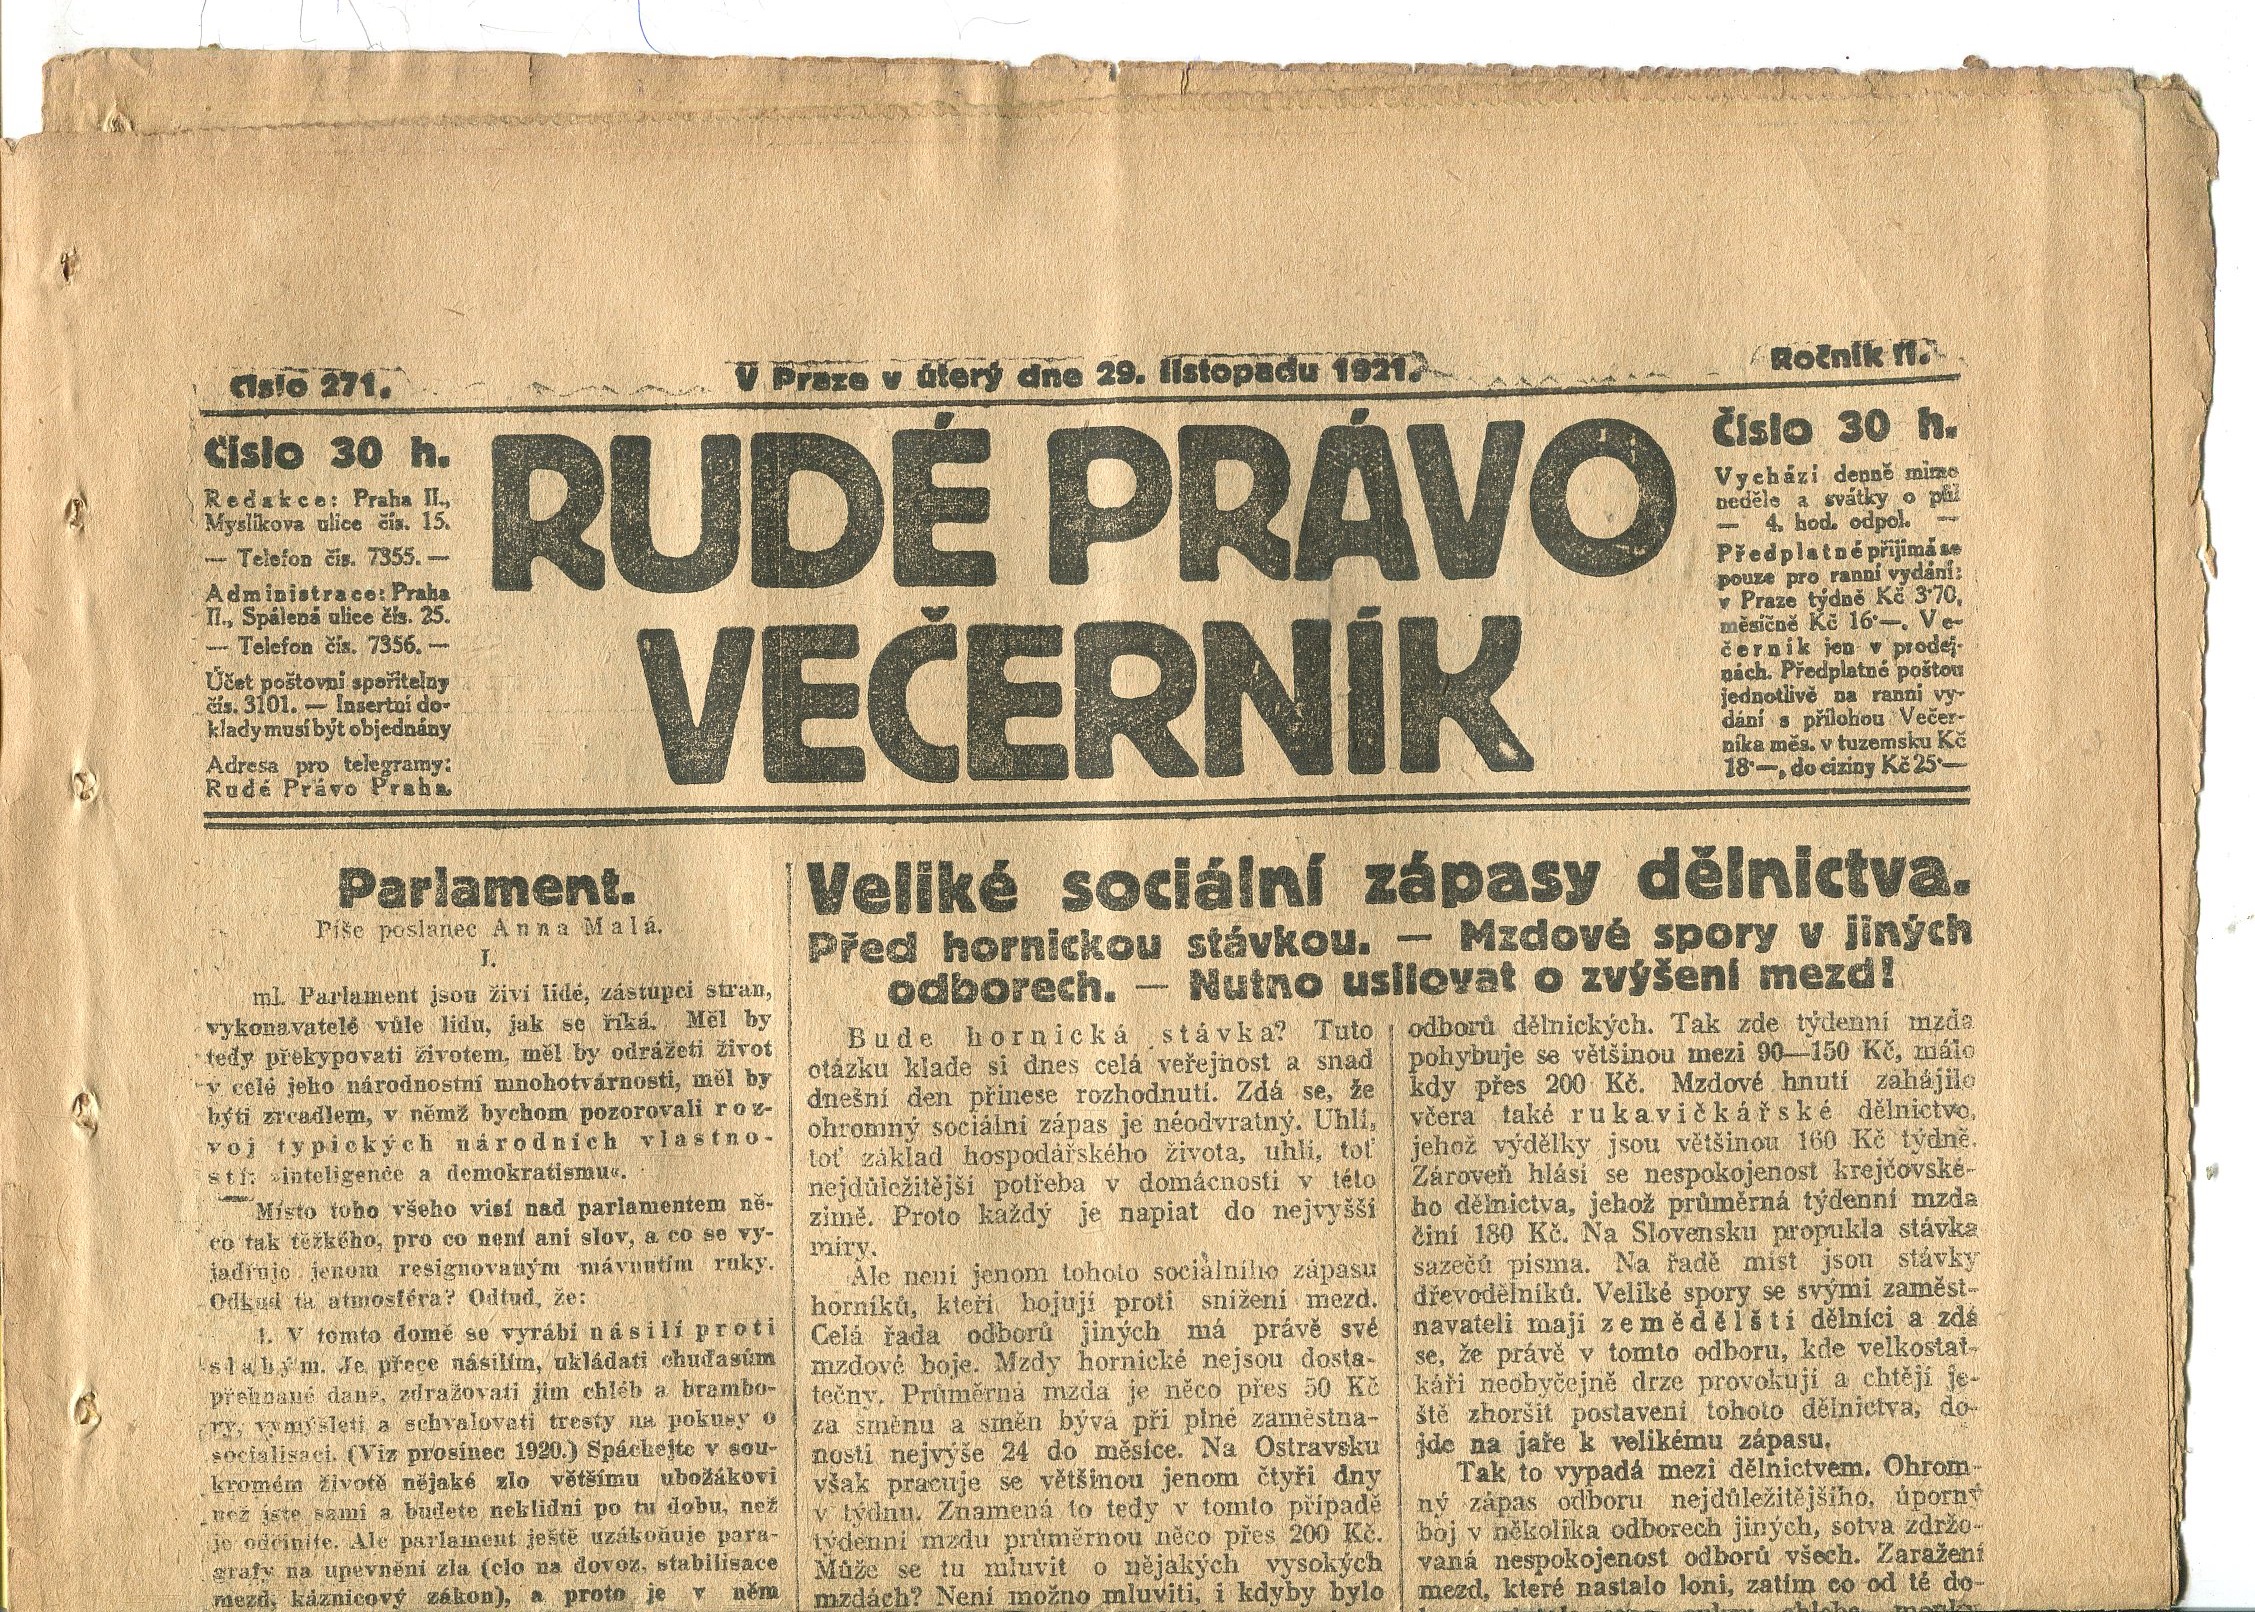 Číslo 271.
V Praze v úterý dne 29. listopadu 1921.
Ročník II.
Číslo 30 h.
Redakce: Praha II.,
Myslíkova ulice čís. 15.
— Telefon čís. 7355. —
Administrace: Praha
II., Spálená ulice čís. 25.
— Telefon čís. 7356. —
Účet poštovní spořitelny
čís. 3101. — Insertní do-
klady musí být objednány
Adresa pro telegramy:
Rudé Právo Praha.
RUDÉ PRÁVO
VEČERNÍK
Číslo 30 h.
Vychází denně mimo
neděle a svátky o půl
— 4. hod. odpol. —
Předplatné přijímá se
pouze pro ranní vydání:
v Praze týdně Kč 3·70,
měsíčně Kč 16·—. Ve-
černík jen v prodej-
nách. Předplatné poštou
jednotlivě na ranní vy-
dání s přílohou Večer-
níka měs. v tuzemsku Kč
18·—, do ciziny Kč 25·—
Parlament.
Píše poslanec Anna Malá.
I.
ml. Parlament jsou živí lidé, zástupci stran,
vykonavatelé vůle lidu, jak se říká. Měl by
tedy překypovati životem, měl by odrážeti život
v celé jeho národnostní mnohotvárnosti, měl by
býti zrcadlem, v němž bychom pozorovali roz-
voj typických národních vlastno-
stí: »inteligence a demokratismu«.
Místo toho všeho visí nad parlamentem ně-
co tak těžkého, pro co není ani slov, a co se vy-
jadřuje jenom resignovaným mávnutím ruky.
Odkud ta atmosféra? Odtud, že:
1. V tomto domě se vyrábí násilí proti
slabým. Je přece násilím, ukládati chuďasům
přehnané daně, zdražovati jim chléb a brambo-
ry, vymýšleti a schvalovati tresty na pokusy o
socialisaci. (Viz prosinec 1920.) Spáchejte v sou-
kromém životě nějaké zlo většímu ubožákovi
než jste sami a budete neklidni po tu dobu, než
je odčiníte. Ale parlament ještě uzákoňuje para-
grafy na upevnění zla (clo na dovoz, stabilisace
mezd, káznicový zákon), a proto je v něm
Veliké sociální zápasy dělnictva.
Před hornickou stávkou. — Mzdové spory v jiných
odborech. — Nutno usilovat o zvýšení mezd!
Bude hornická stávka? Tuto
otázku klade si dnes celá veřejnost a snad
dnešní den přinese rozhodnutí. Zdá se, že
ohromný sociální zápas je neodvratný. Uhlí,
toť základ hospodářského života, uhlí, toť
nejdůležitější potřeba v domácnosti v této
zimě. Proto každý je napiat do nejvyšší
míry.
Ale není jenom tohoto sociálního zápasu
horníků, kteří bojují proti snížení mezd.
Celá řada odborů jiných má právě své
mzdové boje. Mzdy hornické nejsou dosta-
tečny. Průměrná mzda je něco přes 50 Kč
za směnu a směn bývá při plné zaměstna-
nosti nejvýše 24 do měsíce. Na Ostravsku
však pracuje se většinou jenom čtyři dny
v týdnu. Znamená to tedy v tomto případě
týdenní mzdu průměrnou něco přes 200 Kč.
Může se tu mluvit o nějakých vysokých
mzdách? Není možno mluviti, i kdyby bylo
odborů dělnických. Tak zde týdenní mzda
pohybuje se většinou mezi 90—150 Kč, málo
kdy přes 200 Kč. Mzdové hnutí zahájilo
včera také rukavičkářské dělnictvo,
jehož výdělky jsou většinou 160 Kč týdně.
Zároveň hlásí se nespokojenost krejčovské-
ho dělnictva, jehož průměrná týdenní mzda
činí 180 Kč. Na Slovensku propukla stávka
sazečů písma. Na řadě míst jsou stávky
dřevodělníků. Veliké spory se svými zaměst-
navateli mají zemědělští dělníci a zdá
se, že právě v tomto odboru, kde velkostat-
káři neobyčejně drze provokují a chtějí je-
ště zhoršit postavení tohoto dělnictva, do-
jde na jaře k velikému zápasu.
Tak to vypadá mezi dělnictvem. Ohrom-
ný zápas odboru nejdůležitějšího, úporný
boj v několika odborech jiných, sotva zdržo-
vaná nespokojenost odborů všech. Zaražení
mezd, které nastalo loni, zatím co od té do-